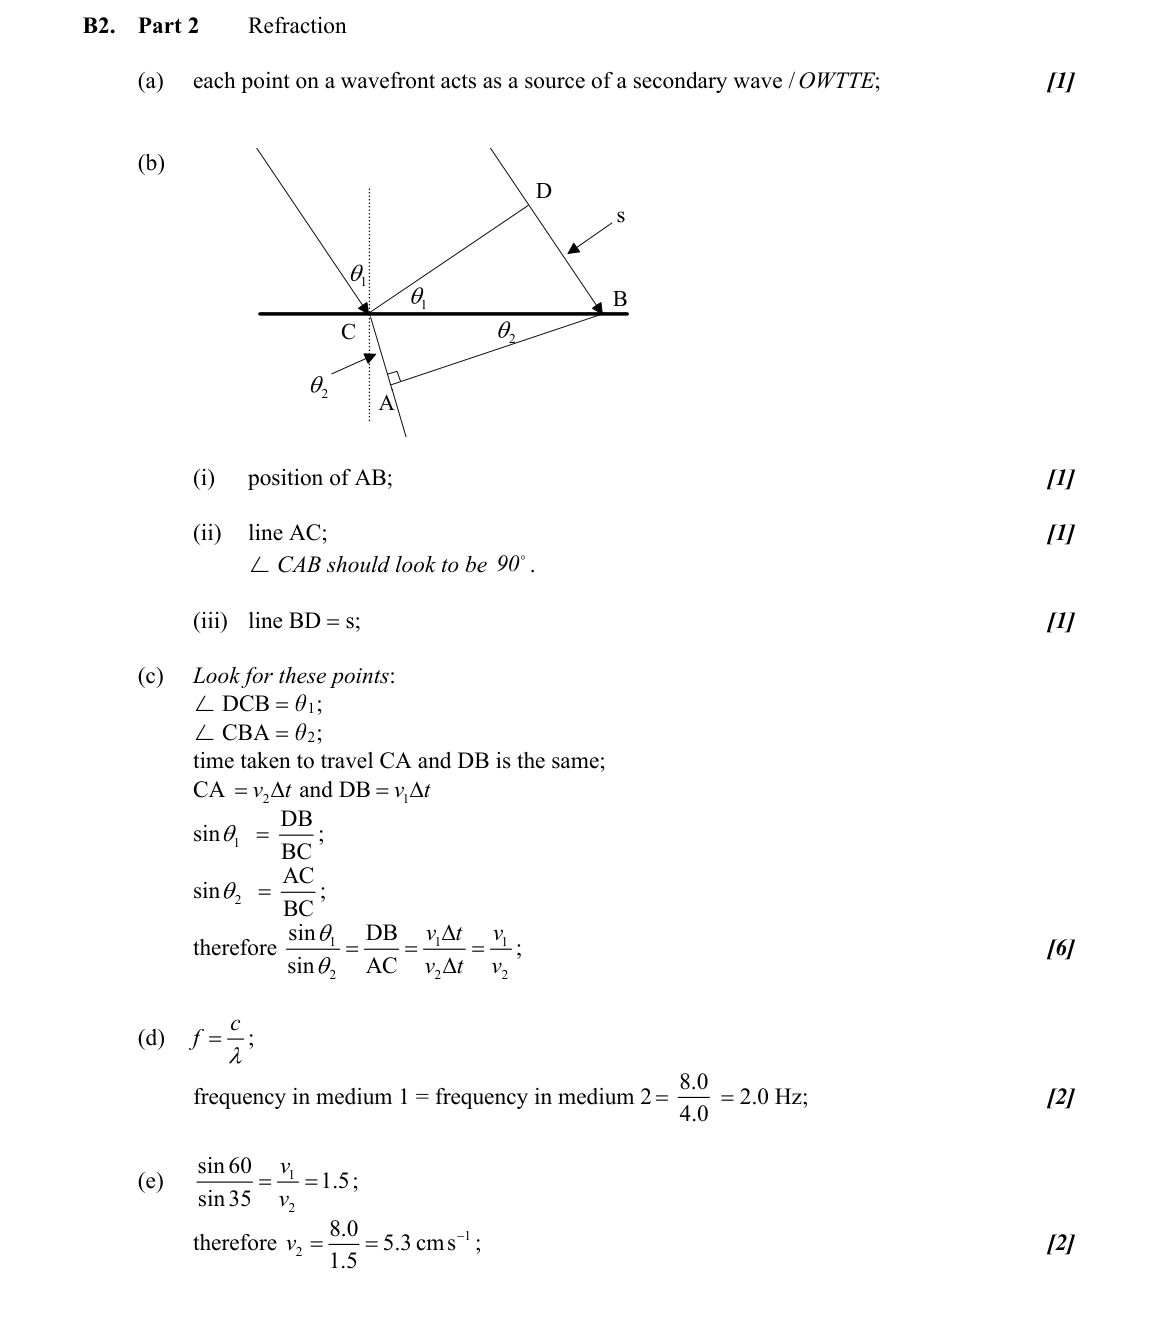 B2. Part 2 Refraction
(a) each point on a wavefront acts as a source of a secondary wave / OWTTE; [1]
(b)
D
s
θ₁
θ₁
B
C
θ₂
θ₂
A
(i) position of AB; [1]
(ii) line AC; [1]
∠ CAB should look to be 90°.
(iii) line BD = s; [1]
(c) Look for these points:
∠ DCB = θ1;
∠ CBA = θ2;
time taken to travel CA and DB is the same;
CA = v₂Δt and DB = v₁Δt
sin θ₁ = DB/BC;
sin θ₂ = AC/BC;
therefore sin θ₁/sin θ₂ = DB/AC = v₁Δt/v₂Δt = v₁/v₂; [6]
(d) f = c/λ;
frequency in medium 1 = frequency in medium 2 = 8.0/4.0 = 2.0 Hz; [2]
(e) sin 60/sin 35 = v₁/v₂ = 1.5;
therefore v₂ = 8.0/1.5 = 5.3 cm s⁻¹; [2]